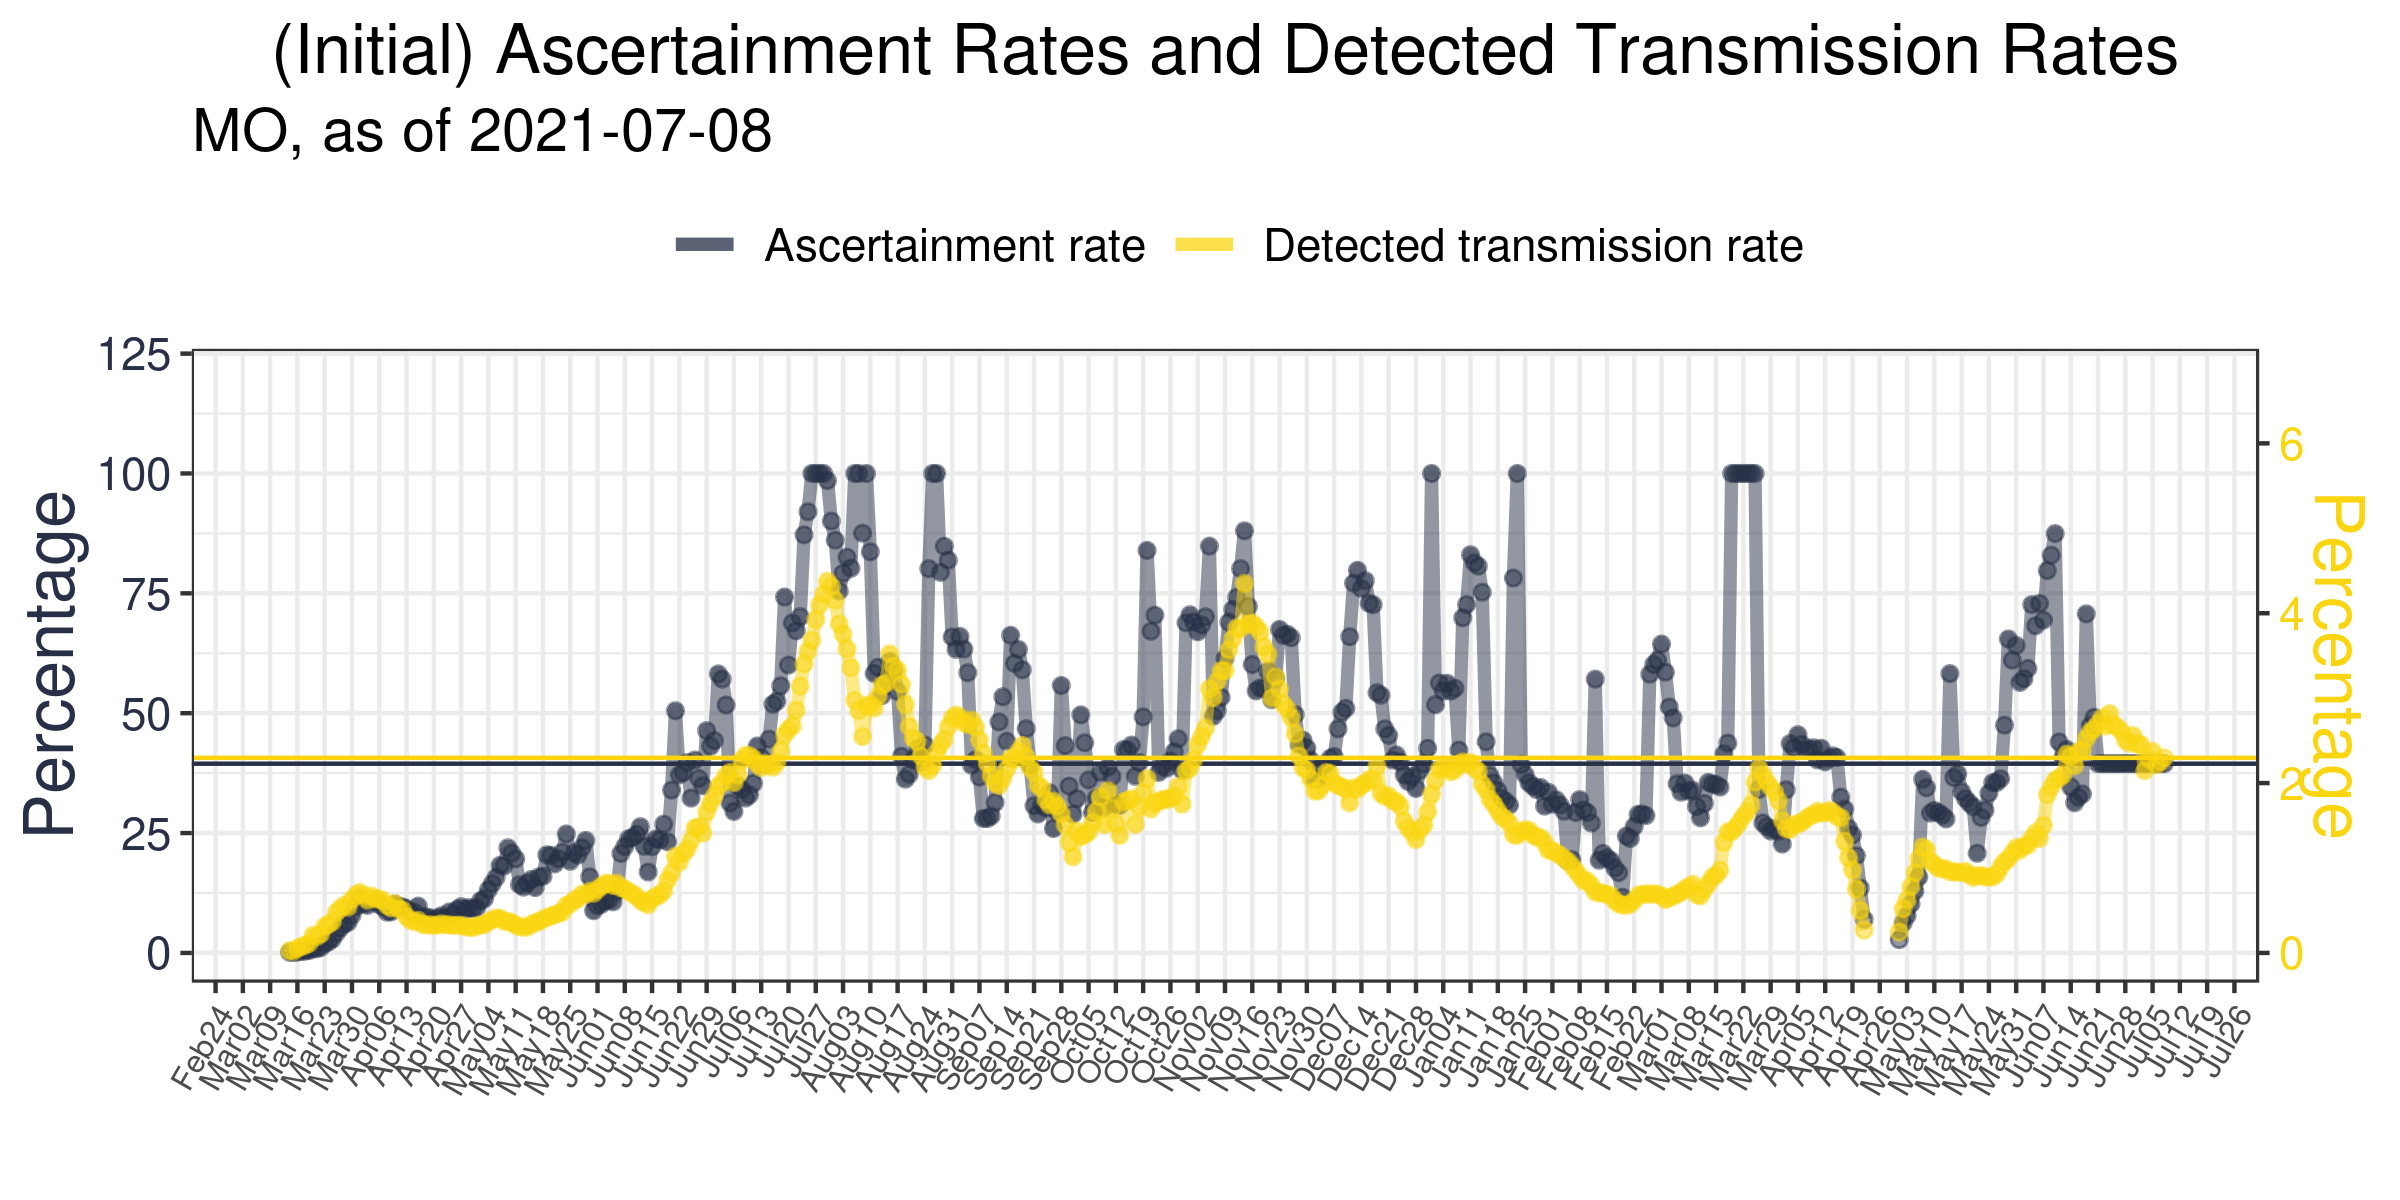 (Initial) Ascertainment Rates and Detected Transmission Rates
MO, as of 2021-07-08
Ascertainment rate
Detected transmission rate
125
100
75
50
25
0
Percentage
6
4
2
0
Percentage
Feb24
Mar02
Mar09
Mar16
Mar23
Mar30
Apr06
Apr13
Apr20
Apr27
May04
May11
May18
May25
Jun01
Jun08
Jun15
Jun22
Jun29
Jul06
Jul13
Jul20
Jul27
Aug03
Aug10
Aug17
Aug24
Aug31
Sep07
Sep14
Sep21
Sep28
Oct05
Oct12
Oct19
Oct26
Nov02
Nov09
Nov16
Nov23
Nov30
Dec07
Dec14
Dec21
Dec28
Jan04
Jan11
Jan18
Jan25
Feb01
Feb08
Feb15
Feb22
Mar01
Mar08
Mar15
Mar22
Mar29
Apr05
Apr12
Apr19
Apr26
May03
May10
May17
May24
May31
Jun07
Jun14
Jun21
Jun28
Jul05
Jul12
Jul19
Jul26